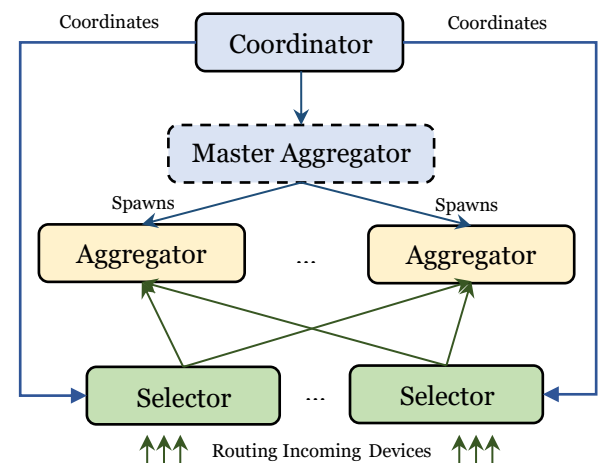 Coordinates
Coordinates
Coordinator
Master Aggregator
Spawns
Spawns
Aggregator
...
Aggregator
Selector
...
Selector
Routing Incoming Devices